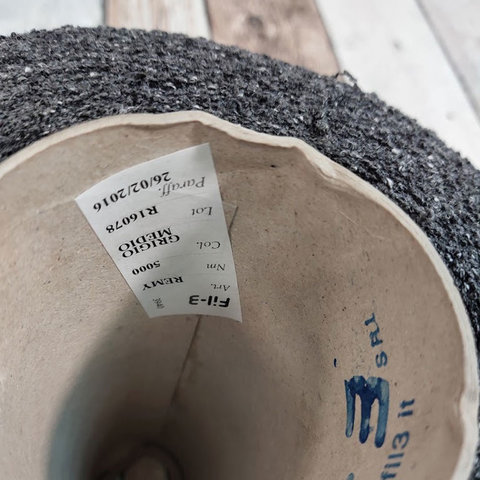 Fil-3
Art. REMY
Nm 5000
Col. GRIGIO
MEDIO
Lot R16078
Paraff. 26/02/2016
3 SRL
fil3 it